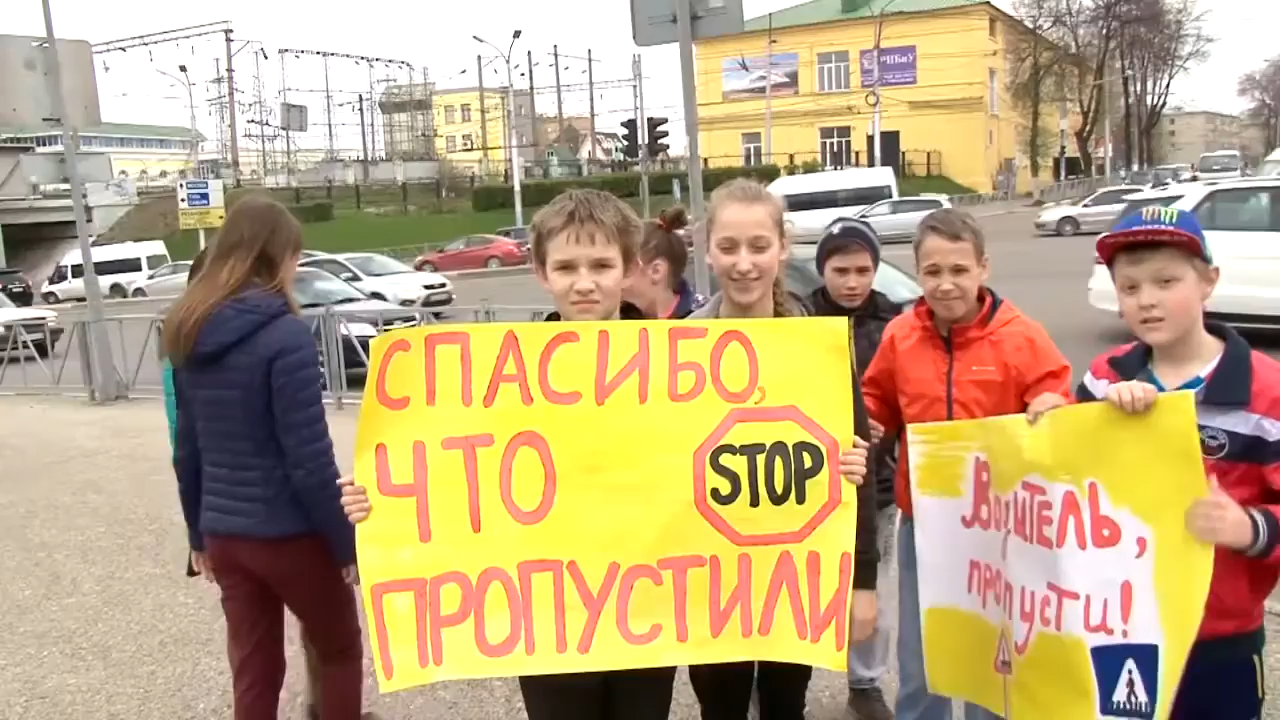 СПАСИБО,
ЧТО
STOP
ПРОПУСТИЛИ
Водитель,
пропусти!